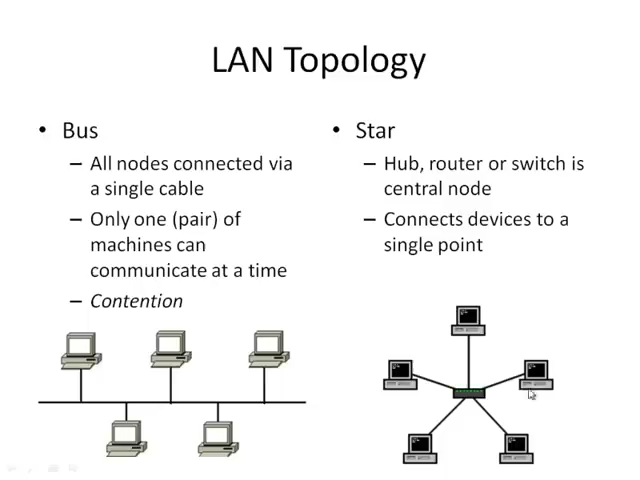 LAN Topology
• Bus
– All nodes connected via
a single cable
– Only one (pair) of
machines can
communicate at a time
– Contention
• Star
– Hub, router or switch is
central node
– Connects devices to a
single point